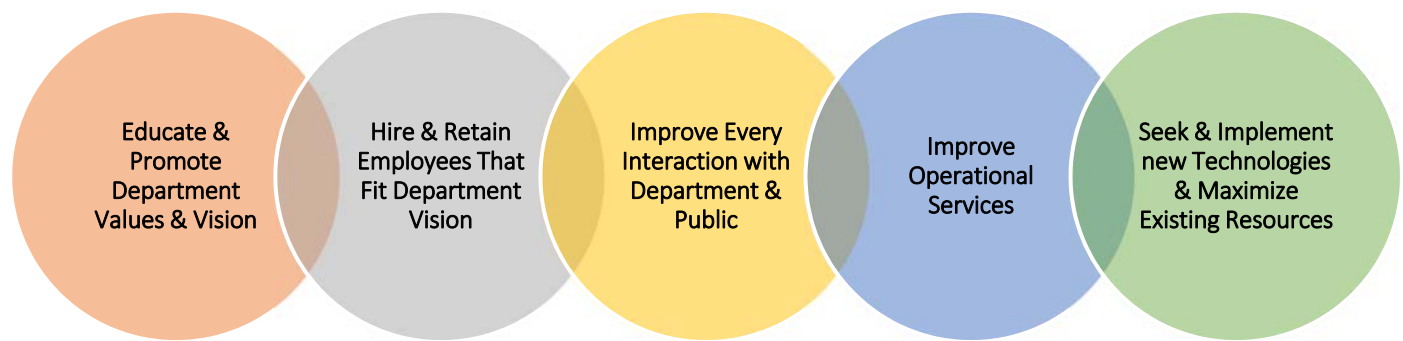 Educate &
Promote
Department
Values & Vision
Hire & Retain
Employees That
Fit Department
Vision
Improve Every
Interaction with
Department &
Public
Improve
Operational
Services
Seek & Implement
new Technologies
& Maximize
Existing Resources